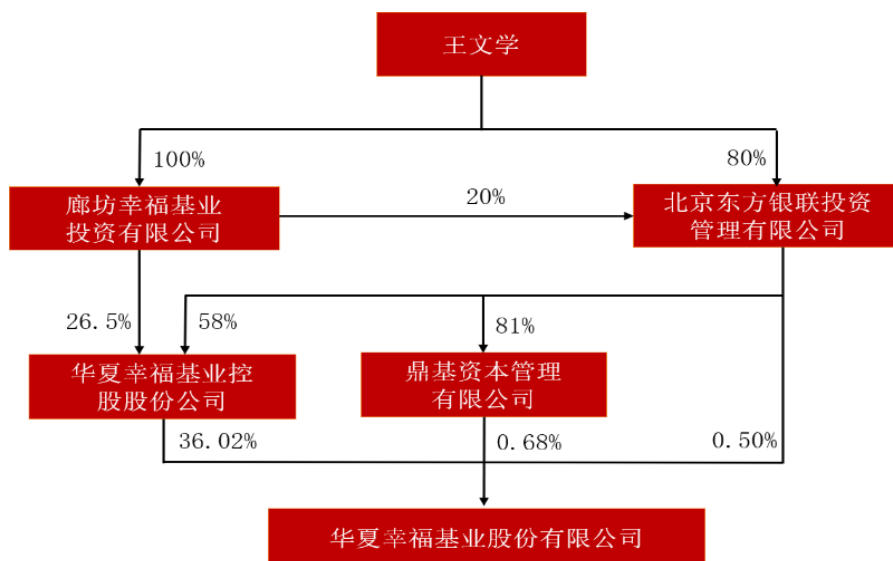 王文学
100%
80%
廊坊幸福基业
投资有限公司
20%
北京东方银联投资
管理有限公司
26.5%
58%
81%
华夏幸福基业控
股股份公司
鼎基资本管理
有限公司
36.02%
0.68%
0.50%
华夏幸福基业股份有限公司